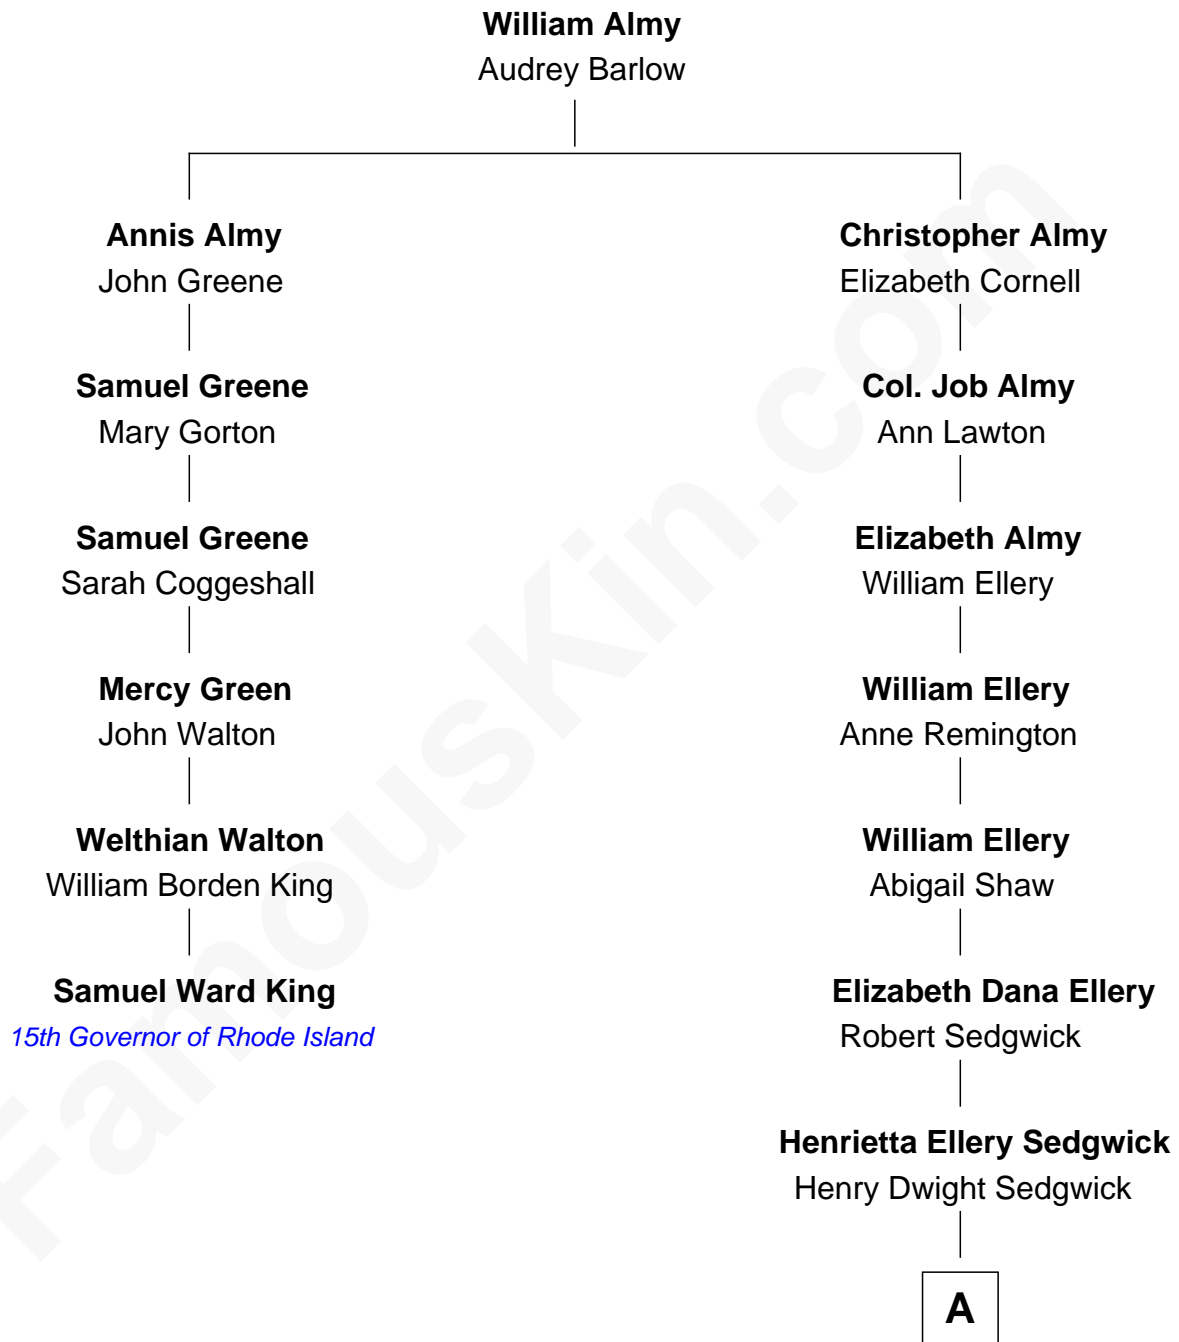 William Almy
Audrey Barlow
Annis Almy
John Greene
Christopher Almy
Elizabeth Cornell
Samuel Greene
Mary Gorton
Col. Job Almy
Ann Lawton
Samuel Greene
Sarah Coggeshall
Elizabeth Almy
William Ellery
Mercy Green
John Walton
William Ellery
Anne Remington
Welthian Walton
William Borden King
William Ellery
Abigail Shaw
Samuel Ward King
15th Governor of Rhode Island
Elizabeth Dana Ellery
Robert Sedgwick
Henrietta Ellery Sedgwick
Henry Dwight Sedgwick
A
FamousKin.com